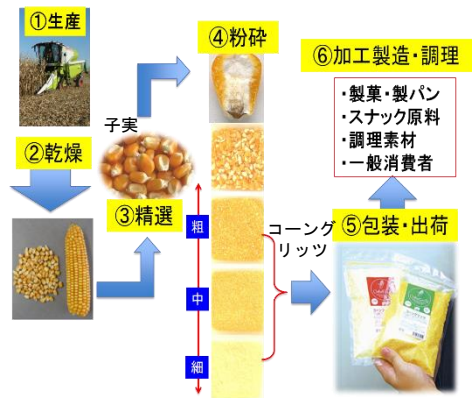 ①生産
②乾燥
子実
③精選
④粉砕
粗
中
細
コーング
リッツ
⑤包装・出荷
⑥加工製造・調理
・製菓・製パン
・スナック原料
・調理素材
・一般消費者